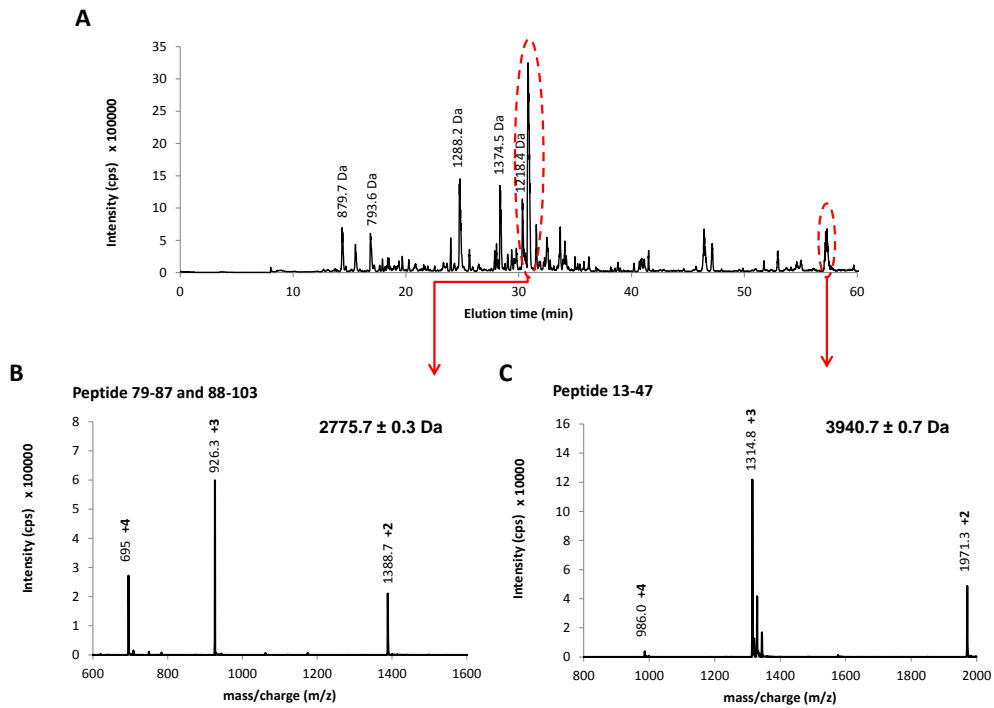 A
Intensity (cps) x 100000
35
30
25
20
15
10
5
0
879.7 Da
793.6 Da
1288.2 Da
1374.5 Da
1218.4 Da
0 10 20 30 40 50 60
Elution time (min)
B
Peptide 79-87 and 88-103
2775.7 ± 0.3 Da
Intensity (cps) x 100000
8
7
6
5
4
3
2
1
0
695 +4
926.3 +3
1388.7 +2
600 800 1000 1200 1400 1600
mass/charge (m/z)
C
Peptide 13-47
3940.7 ± 0.7 Da
Intensity (cps) x 10000
16
14
12
10
8
6
4
2
0
986.0 +4
1314.8 +3
1971.3 +2
800 1000 1200 1400 1600 1800 2000
mass/charge (m/z)